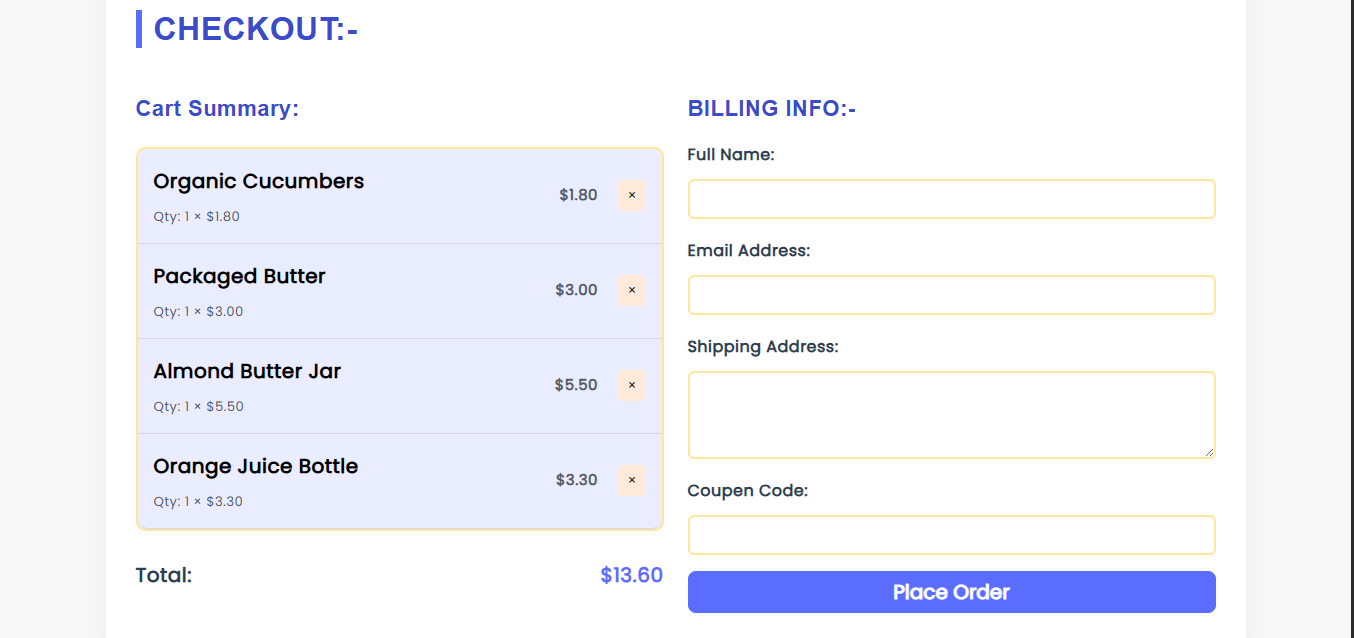 CHECKOUT:-
Cart Summary:
Organic Cucumbers
Qty: 1 × $1.80
$1.80
×
Packaged Butter
Qty: 1 × $3.00
$3.00
×
Almond Butter Jar
Qty: 1 × $5.50
$5.50
×
Orange Juice Bottle
Qty: 1 × $3.30
$3.30
×
Total:
$13.60
BILLING INFO:-
Full Name:
Email Address:
Shipping Address:
Coupen Code:
Place Order